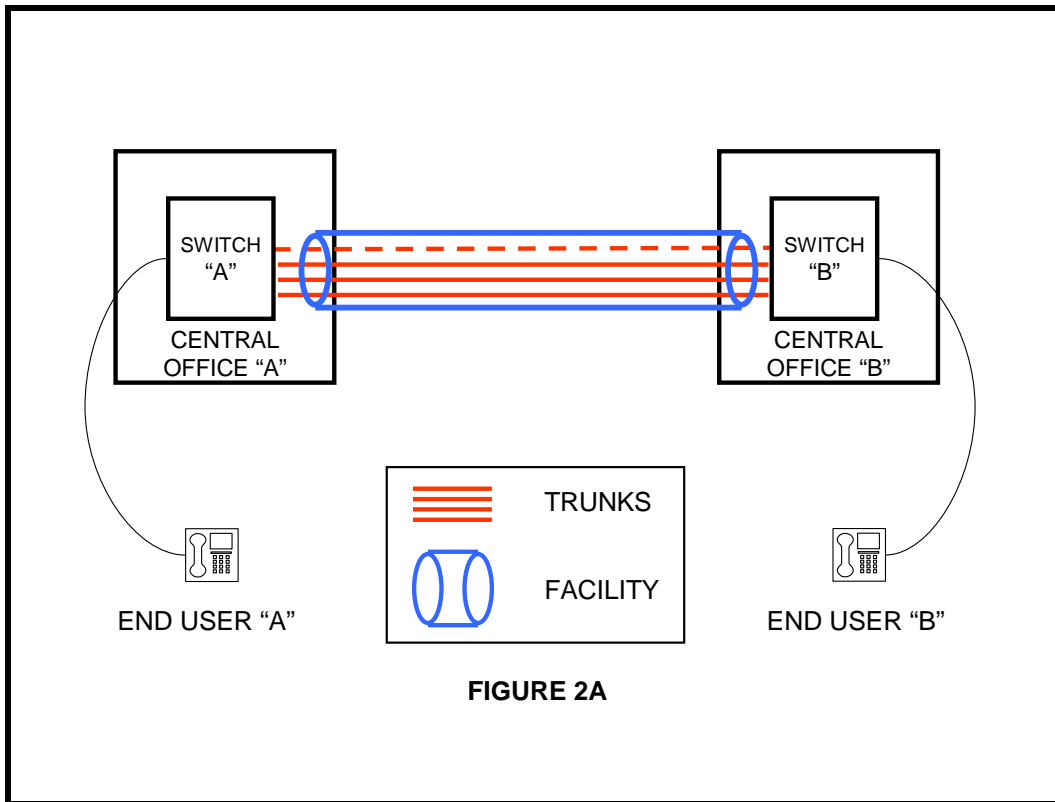 SWITCH
“A”
SWITCH
“B”
CENTRAL
OFFICE “A”
CENTRAL
OFFICE “B”
TRUNKS
FACILITY
END USER “A”
END USER “B”
FIGURE 2A